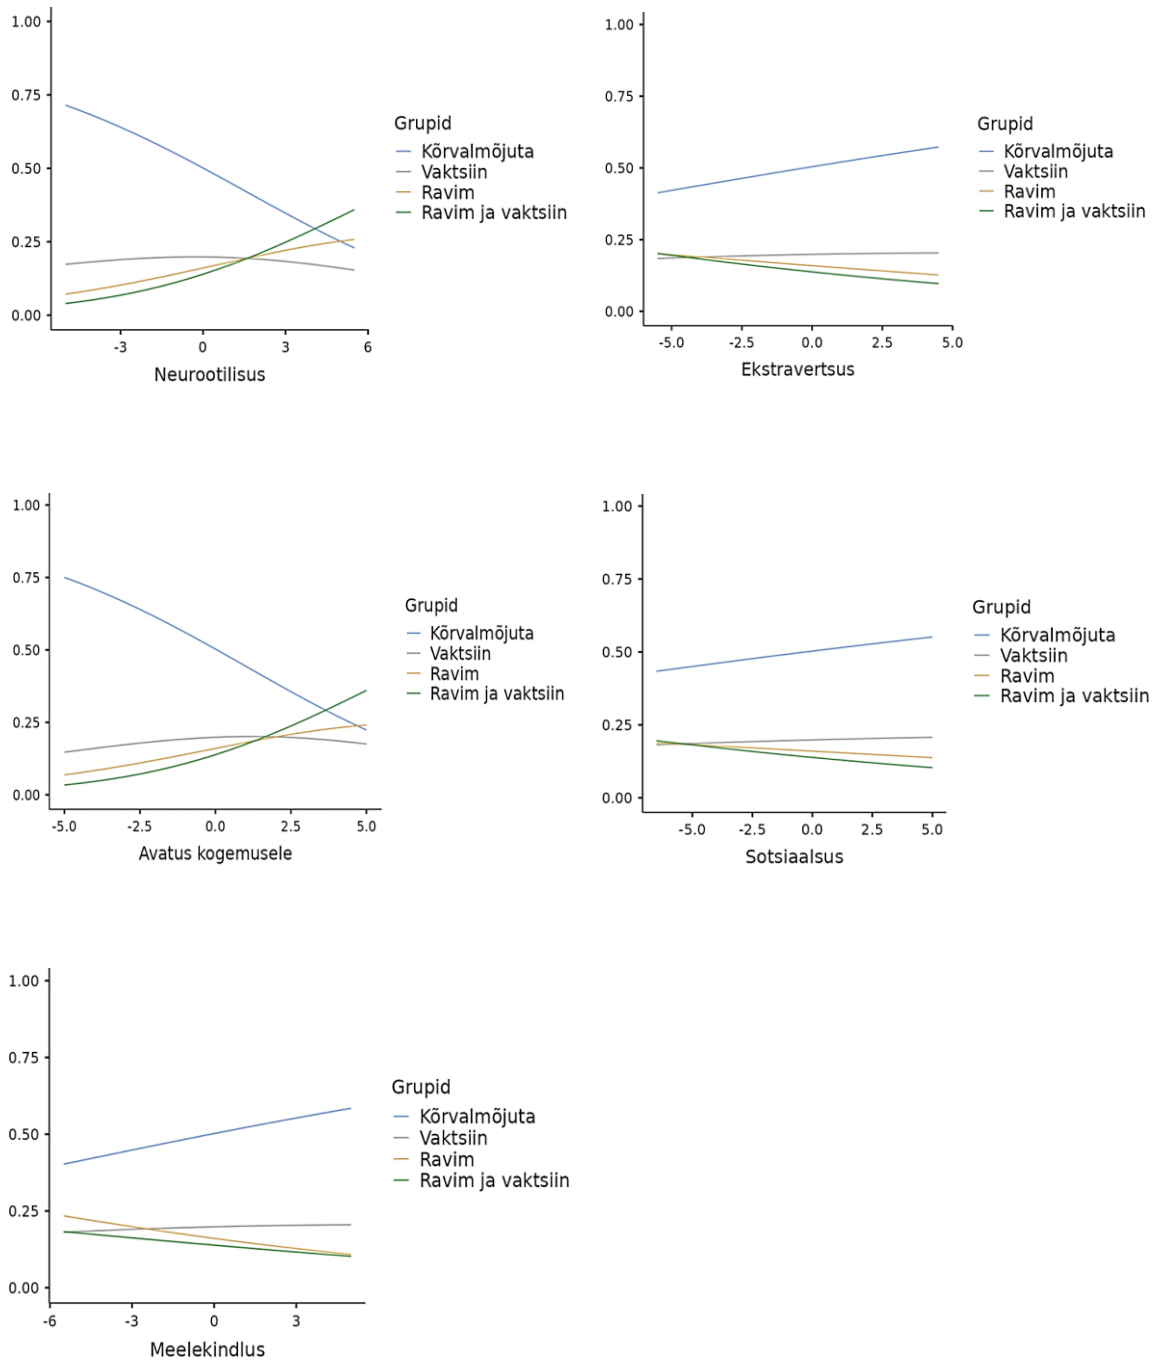 1.00
0.75
0.50
0.25
0.00
-3 0 3 6
Neurootilisus
Grupid
Kõrvalmõjuta
Vaktsiin
Ravim
Ravim ja vaktsiin
1.00
0.75
0.50
0.25
0.00
-5.0 -2.5 0.0 2.5 5.0
Ekstravertsus
Grupid
Kõrvalmõjuta
Vaktsiin
Ravim
Ravim ja vaktsiin
1.00
0.75
0.50
0.25
0.00
-5.0 -2.5 0.0 2.5 5.0
Avatus kogemusele
Grupid
Kõrvalmõjuta
Vaktsiin
Ravim
Ravim ja vaktsiin
1.00
0.75
0.50
0.25
0.00
-5.0 -2.5 0.0 2.5 5.0
Sotsiaalsus
Grupid
Kõrvalmõjuta
Vaktsiin
Ravim
Ravim ja vaktsiin
1.00
0.75
0.50
0.25
0.00
-6 -3 0 3
Meelekindlus
Grupid
Kõrvalmõjuta
Vaktsiin
Ravim
Ravim ja vaktsiin